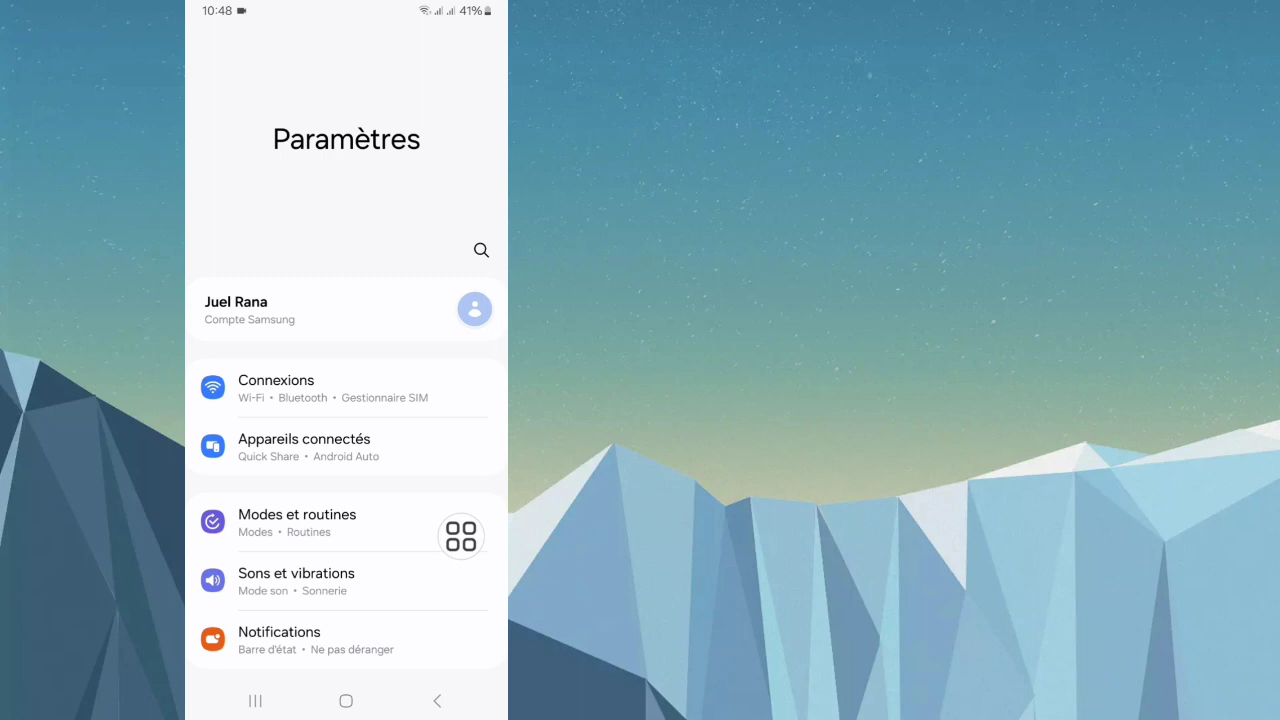 10:48
41%
Paramètres
Juel Rana
Compte Samsung
Connexions
Wi-Fi • Bluetooth • Gestionnaire SIM
Appareils connectés
Quick Share • Android Auto
Modes et routines
Modes • Routines
Sons et vibrations
Mode son • Sonnerie
Notifications
Barre d'état • Ne pas déranger